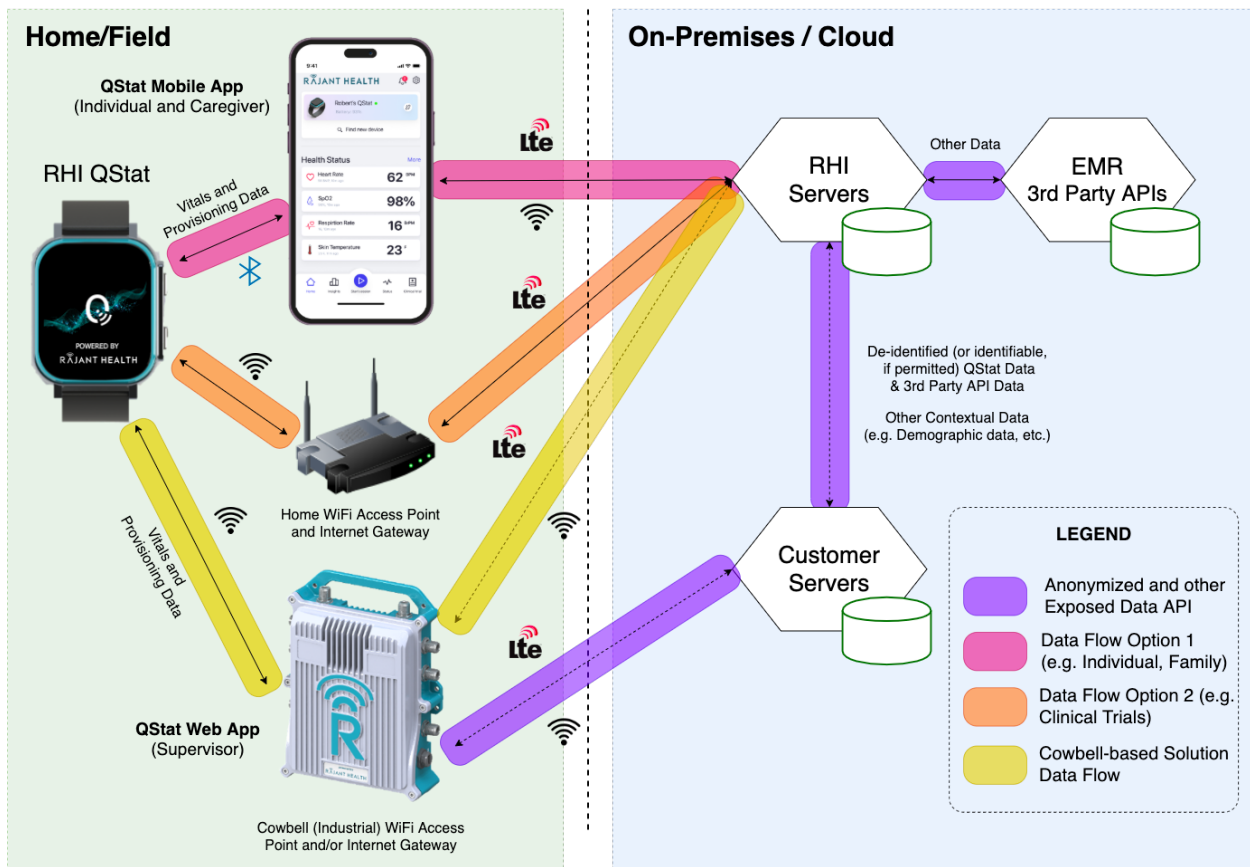 Home/Field
On-Premises / Cloud
QStat Mobile App
(Individual and Caregiver)
9:41
RAJANT HEALTH
Robert's QStat
Find new device
Health Status
More
Heart Rate
62 BPM
SpO2
98%
Respiration Rate
16
Skin Temperature
23
Home
Insights
Status
RHI QStat
Vitals and
Provisioning Data
POWERED BY
RAJANT HEALTH
Lte
Lte
Lte
Lte
Home WiFi Access Point
and Internet Gateway
Vitals and
Provisioning Data
QStat Web App
(Supervisor)
R
RAJANT HEALTH
Cowbell (Industrial) WiFi Access
Point and/or Internet Gateway
RHI
Servers
Other Data
EMR
3rd Party APIs
De-identified (or identifiable,
if permitted) QStat Data
& 3rd Party API Data
Other Contextual Data
(e.g. Demographic data, etc.)
Customer
Servers
LEGEND
Anonymized and other
Exposed Data API
Data Flow Option 1
(e.g. Individual, Family)
Data Flow Option 2 (e.g.
Clinical Trials)
Cowbell-based Solution
Data Flow